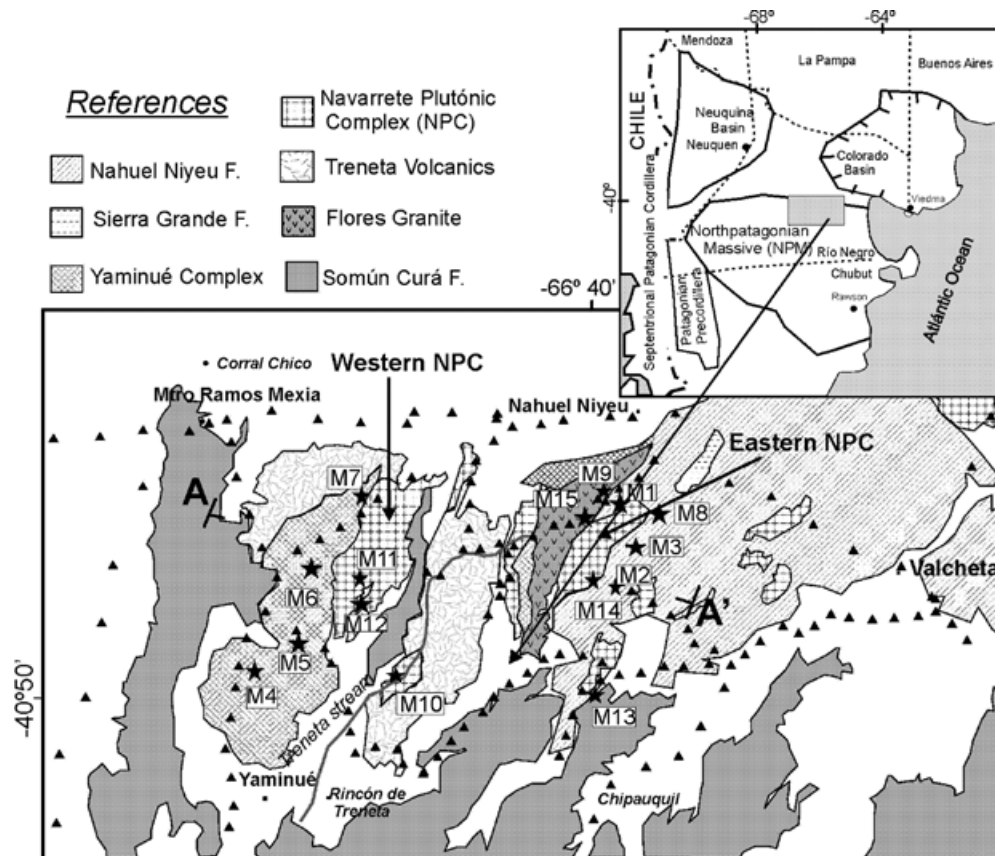 References
Nahuel Niyeu F.
Sierra Grande F.
Yaminué Complex
Navarrete Plutónic
Complex (NPC)
Treneta Volcanics
Flores Granite
Somún Curá F.
-68º
-64º
Mendoza
La Pampa
Buenos Aires
CHILE
Neuquina
Basin
Neuquen
Colorado
Basin
-40º
Viedma
Septentrional Patagonian Cordillera
Northpatagonian
Massive (NPM)
Río Negro
Chubut
Patagonian
Precordillera
Rawson
Atlántic Ocean
-66º 40'
Corral Chico
Western NPC
Mtro Ramos Mexia
Nahuel Niyeu
Eastern NPC
A
M7
M9
M1
M15
M8
M11
M3
M6
M2
Valcheta
M12
M14
A'
M5
M4
M10
M13
-40º50'
Treneta stream
Yaminué
Rincón de
Treneta
Chipauquil